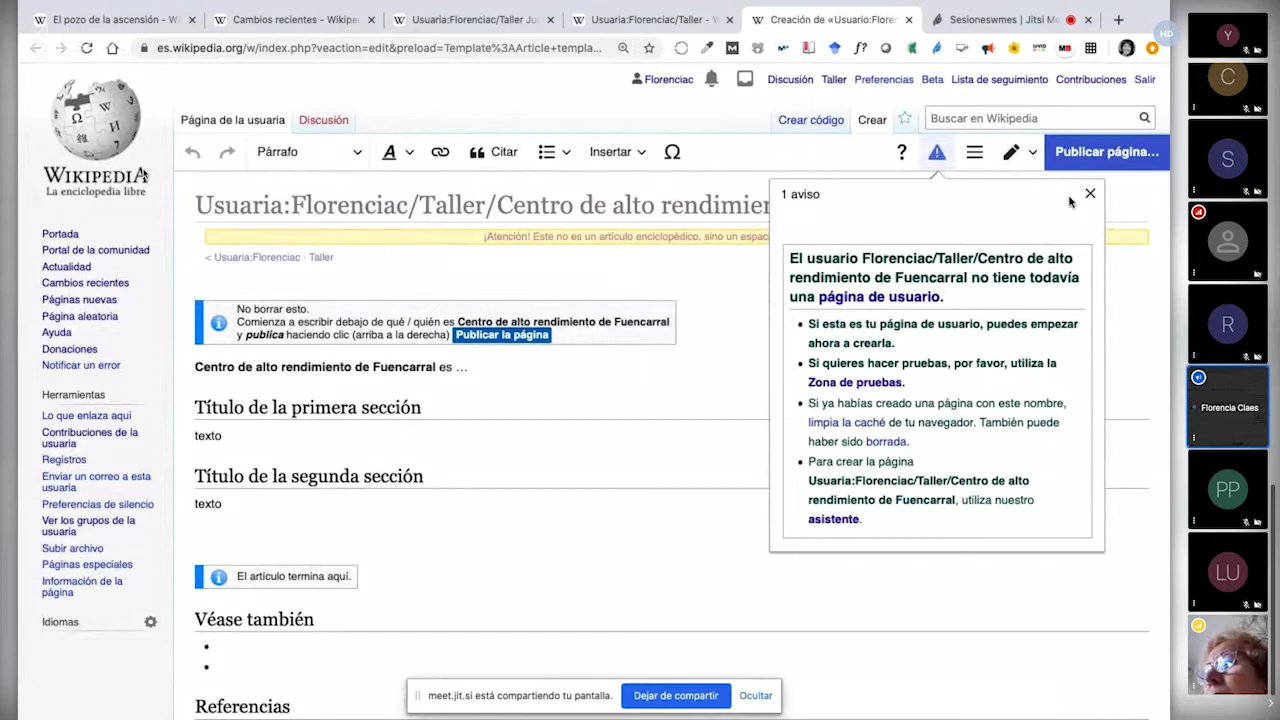 El pozo de la ascensión - Wi
Cambios recientes - Wikipe
Usuaria:Florenciac/Taller Ju
Usuaria:Florenciac/Taller - W
Creación de «Usuario:Floren
Sesioneswmes | Jitsi Me
es.wikipedia.org/w/index.php?veaction=edit&preload=Template%3AArticle+templa...
HD
Florenciac
Discusión
Taller
Preferencias
Beta
Lista de seguimiento
Contribuciones
Salir
Página de la usuaria
Discusión
Crear código
Crear
Buscar en Wikipedia
WIKIPEDIA
La enciclopedia libre
Párrafo
A
Citar
Insertar
Ω
?
Publicar página...
Portada
Portal de la comunidad
Actualidad
Cambios recientes
Páginas nuevas
Página aleatoria
Ayuda
Donaciones
Notificar un error
Herramientas
Lo que enlaza aquí
Contribuciones de la
usuaria
Registros
Enviar un correo a esta
usuaria
Preferencias de silencio
Ver los grupos de la
usuaria
Subir archivo
Páginas especiales
Información de la
página
Idiomas
Usuaria:Florenciac/Taller/Centro de alto rendimie
¡Atención! Este no es un artículo enciclopédico, sino un espac
< Usuaria:Florenciac · Taller
No borrar esto.
Comienza a escribir debajo de qué / quién es Centro de alto rendimiento de Fuencarral
y publica haciendo clic (arriba a la derecha) Publicar la página
Centro de alto rendimiento de Fuencarral es ...
Título de la primera sección
texto
Título de la segunda sección
texto
El artículo termina aquí.
Véase también
Referencias
1 aviso
El usuario Florenciac/Taller/Centro de alto
rendimiento de Fuencarral no tiene todavía
una página de usuario.
• Si esta es tu página de usuario, puedes empezar
ahora a crearla.
• Si quieres hacer pruebas, por favor, utiliza la
Zona de pruebas.
• Si ya habías creado una página con este nombre,
limpia la caché de tu navegador. También puede
haber sido borrada.
• Para crear la página
Usuaria:Florenciac/Taller/Centro de alto
rendimiento de Fuencarral, utiliza nuestro
asistente.
meet.jit.si está compartiendo tu pantalla.
Dejar de compartir
Ocultar
Y
C
S
R
Florencia Claes
PP
LU